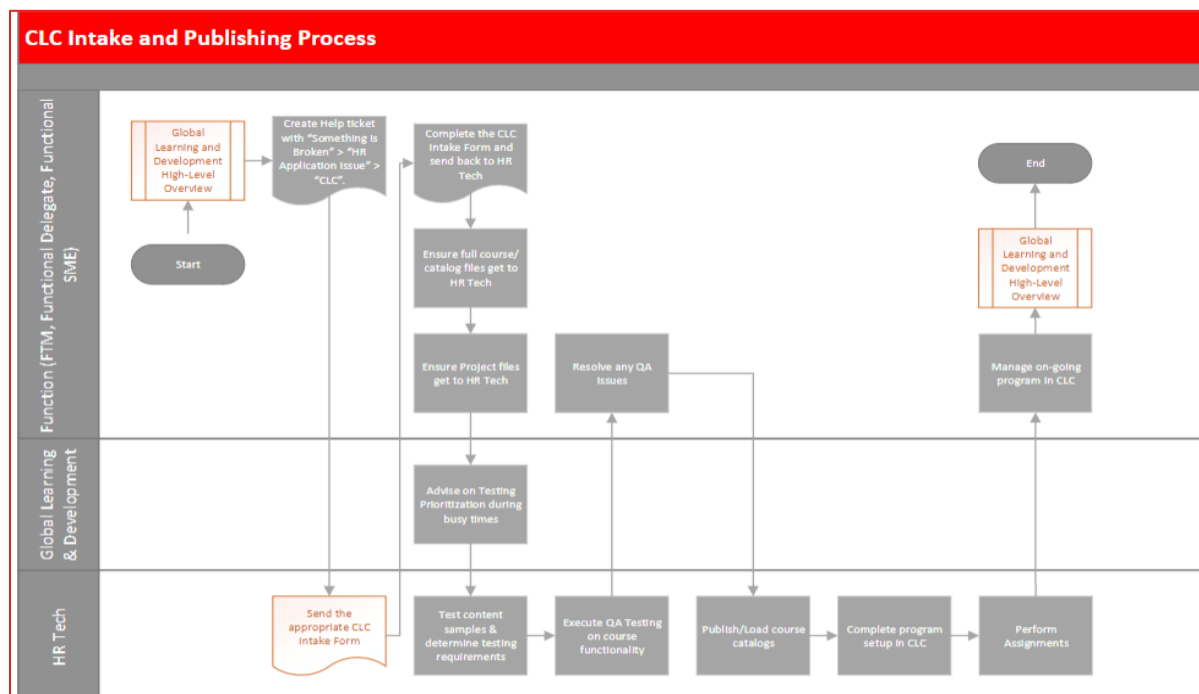 CLC Intake and Publishing Process
Function (FTM, Functional Delegate, Functional
SME)
Global
Learning and
Development
High-Level
Overview
Start
Create Help ticket
with “Something is
Broken” > “HR
Application Issue” >
“CLC”.
Complete the CLC
Intake Form and
send back to HR
Tech
Ensure full course/
catalog files get to
HR Tech
Ensure Project files
get to HR Tech
Resolve any QA
Issues
End
Global
Learning and
Development
High-Level
Overview
Manage on-going
program in CLC
Global Learning
& Development
Advise on Testing
Prioritization during
busy times
HR Tech
Send the
appropriate CLC
Intake Form
Test content
samples &
determine testing
requirements
Execute QA Testing
on course
functionality
Publish/Load course
catalogs
Complete program
setup in CLC
Perform
Assignments